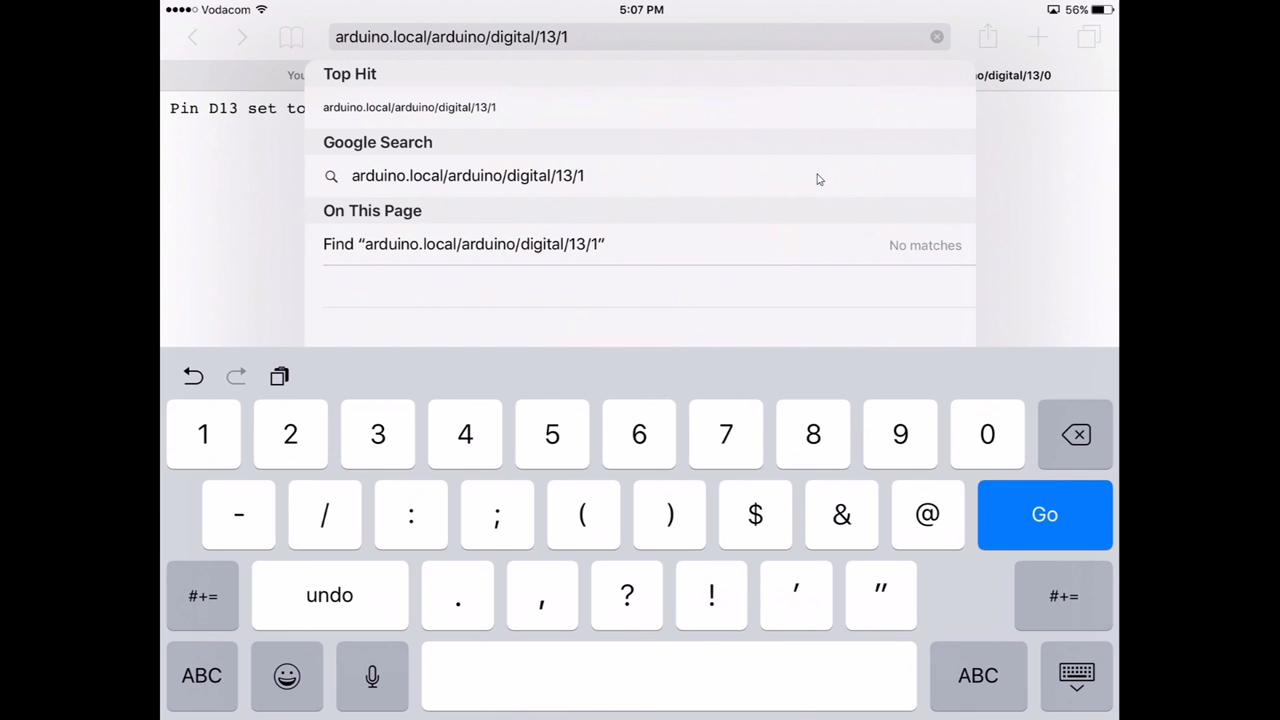 Vodacom 5:07 PM 56%
arduino.local/arduino/digital/13/1
You
o/digital/13/0
Top Hit
Pin D13 set to
arduino.local/arduino/digital/13/1
Google Search
arduino.local/arduino/digital/13/1
On This Page
Find “arduino.local/arduino/digital/13/1” No matches
1 2 3 4 5 6 7 8 9 0
- / : ; ( ) $ & @ Go
#+= undo . , ? ! ’ ” #+=
ABC ABC